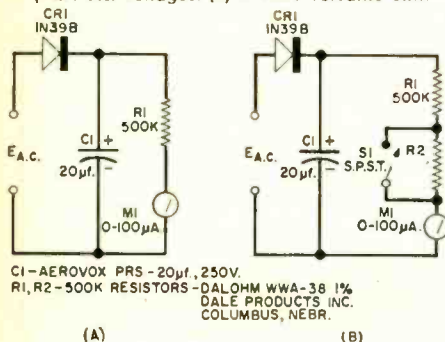 voltages.
CR1
IN39B
E A.C.
C1 +
20µf. -
R1
500K
M1
0-100µA.
CR1
IN39B
E A.C.
C1 +
20µf. -
R1
500K
S1
S.P.S.T.
R2
M1
0-100µA.
C1-AEROVOX PRS-20µf., 250V.
R1, R2-500K RESISTORS-DALOHM WWA-38 1%
DALE PRODUCTS INC.
COLUMBUS, NEBR.
(A)
(B)